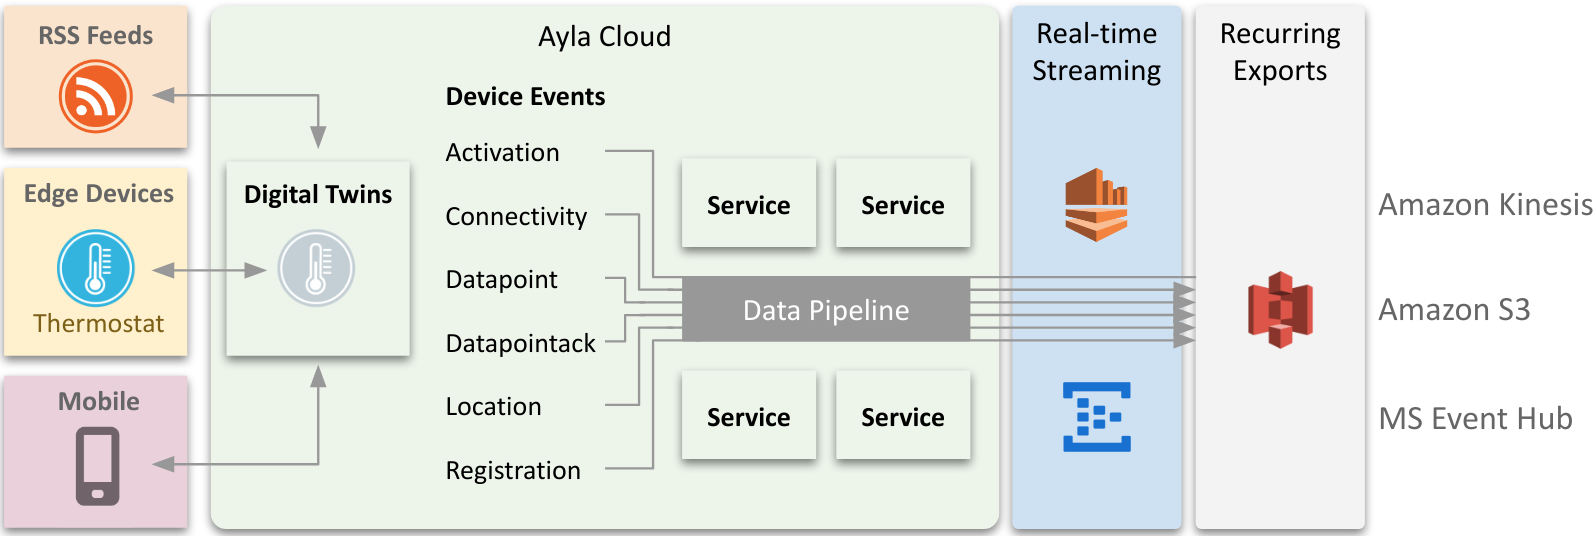 RSS Feeds
Edge Devices
Thermostat
Mobile
Ayla Cloud
Digital Twins
Device Events
Activation
Connectivity
Datapoint
Datapointack
Location
Registration
Service
Service
Data Pipeline
Service
Service
Real-time
Streaming
Recurring
Exports
Amazon Kinesis
Amazon S3
MS Event Hub